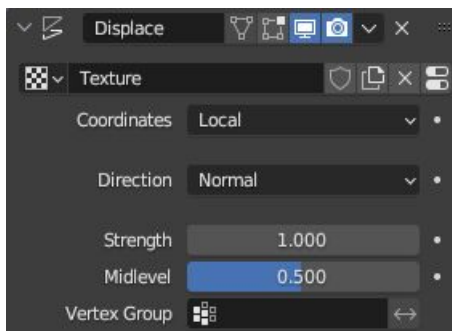 Displace
Texture
Coordinates Local
Direction Normal
Strength 1.000
Midlevel 0.500
Vertex Group